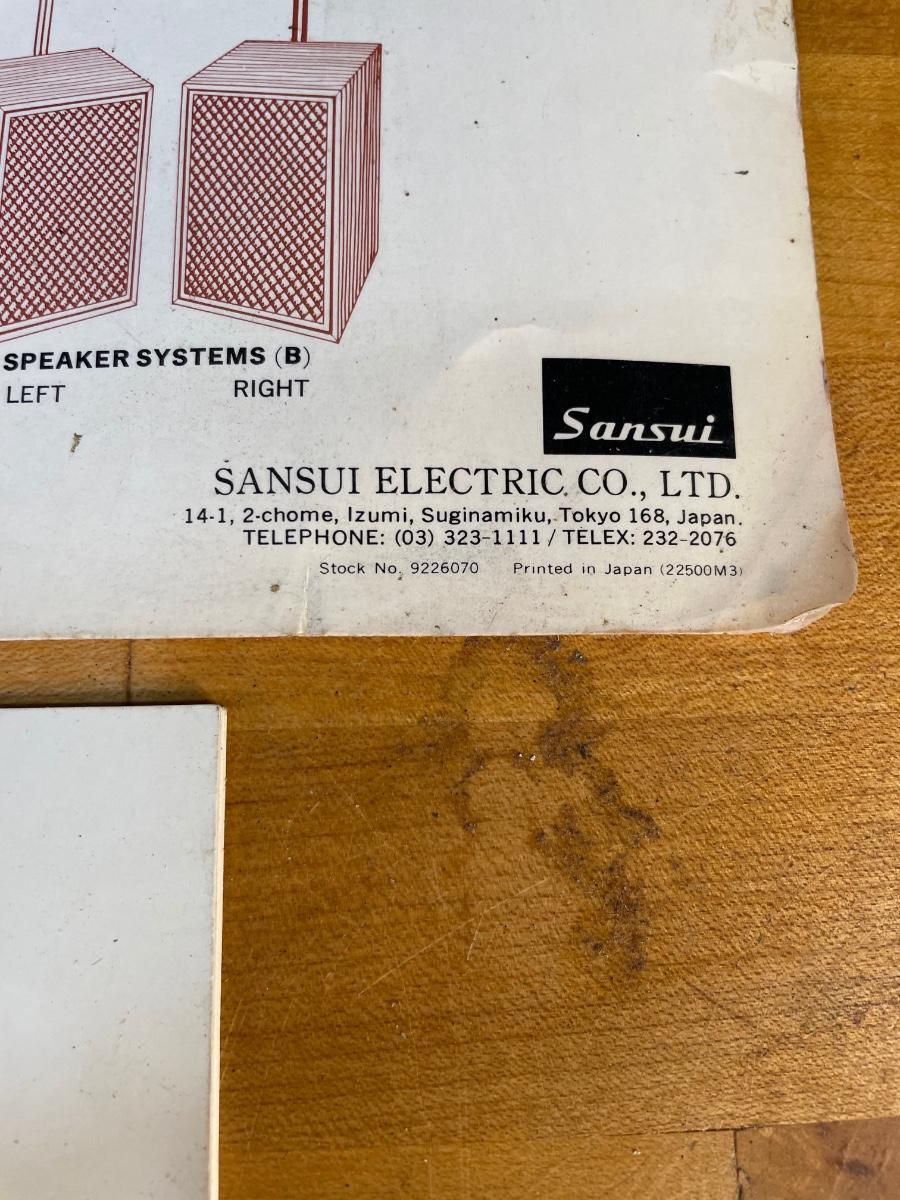 SPEAKER SYSTEMS (B)
LEFT RIGHT
Sansui
SANSUI ELECTRIC CO., LTD.
14-1, 2-chome, Izumi, Suginamiku, Tokyo 168, Japan.
TELEPHONE: (03) 323-1111 / TELEX: 232-2076
Stock No. 9226070 Printed in Japan (22500M3)